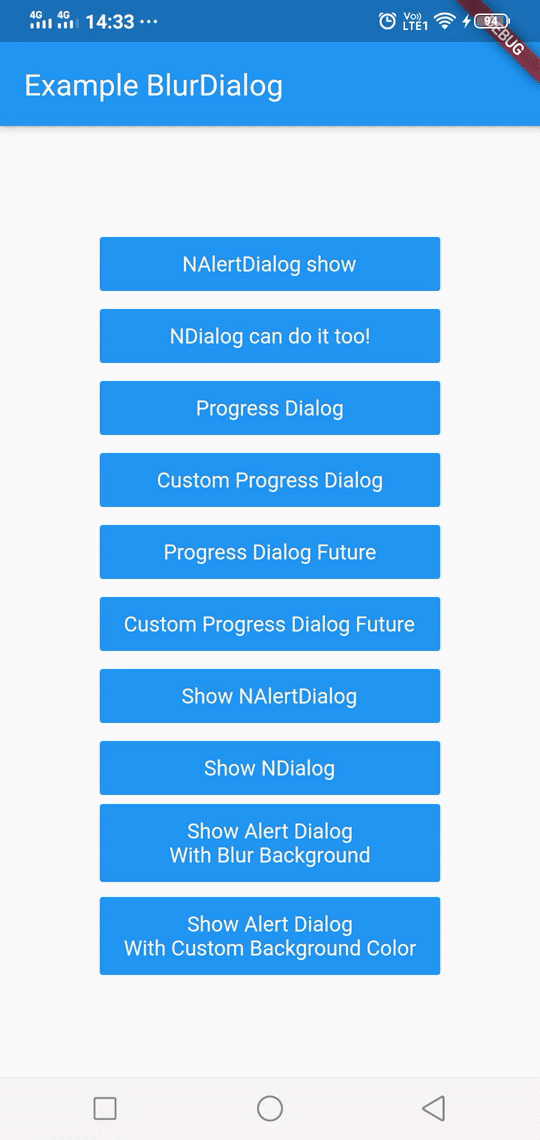 4G 4G 14:33 ... Vo)) LTE1 94
DEBUG
Example BlurDialog
NAlertDialog show
NDialog can do it too!
Progress Dialog
Custom Progress Dialog
Progress Dialog Future
Custom Progress Dialog Future
Show NAlertDialog
Show NDialog
Show Alert Dialog
With Blur Background
Show Alert Dialog
With Custom Background Color